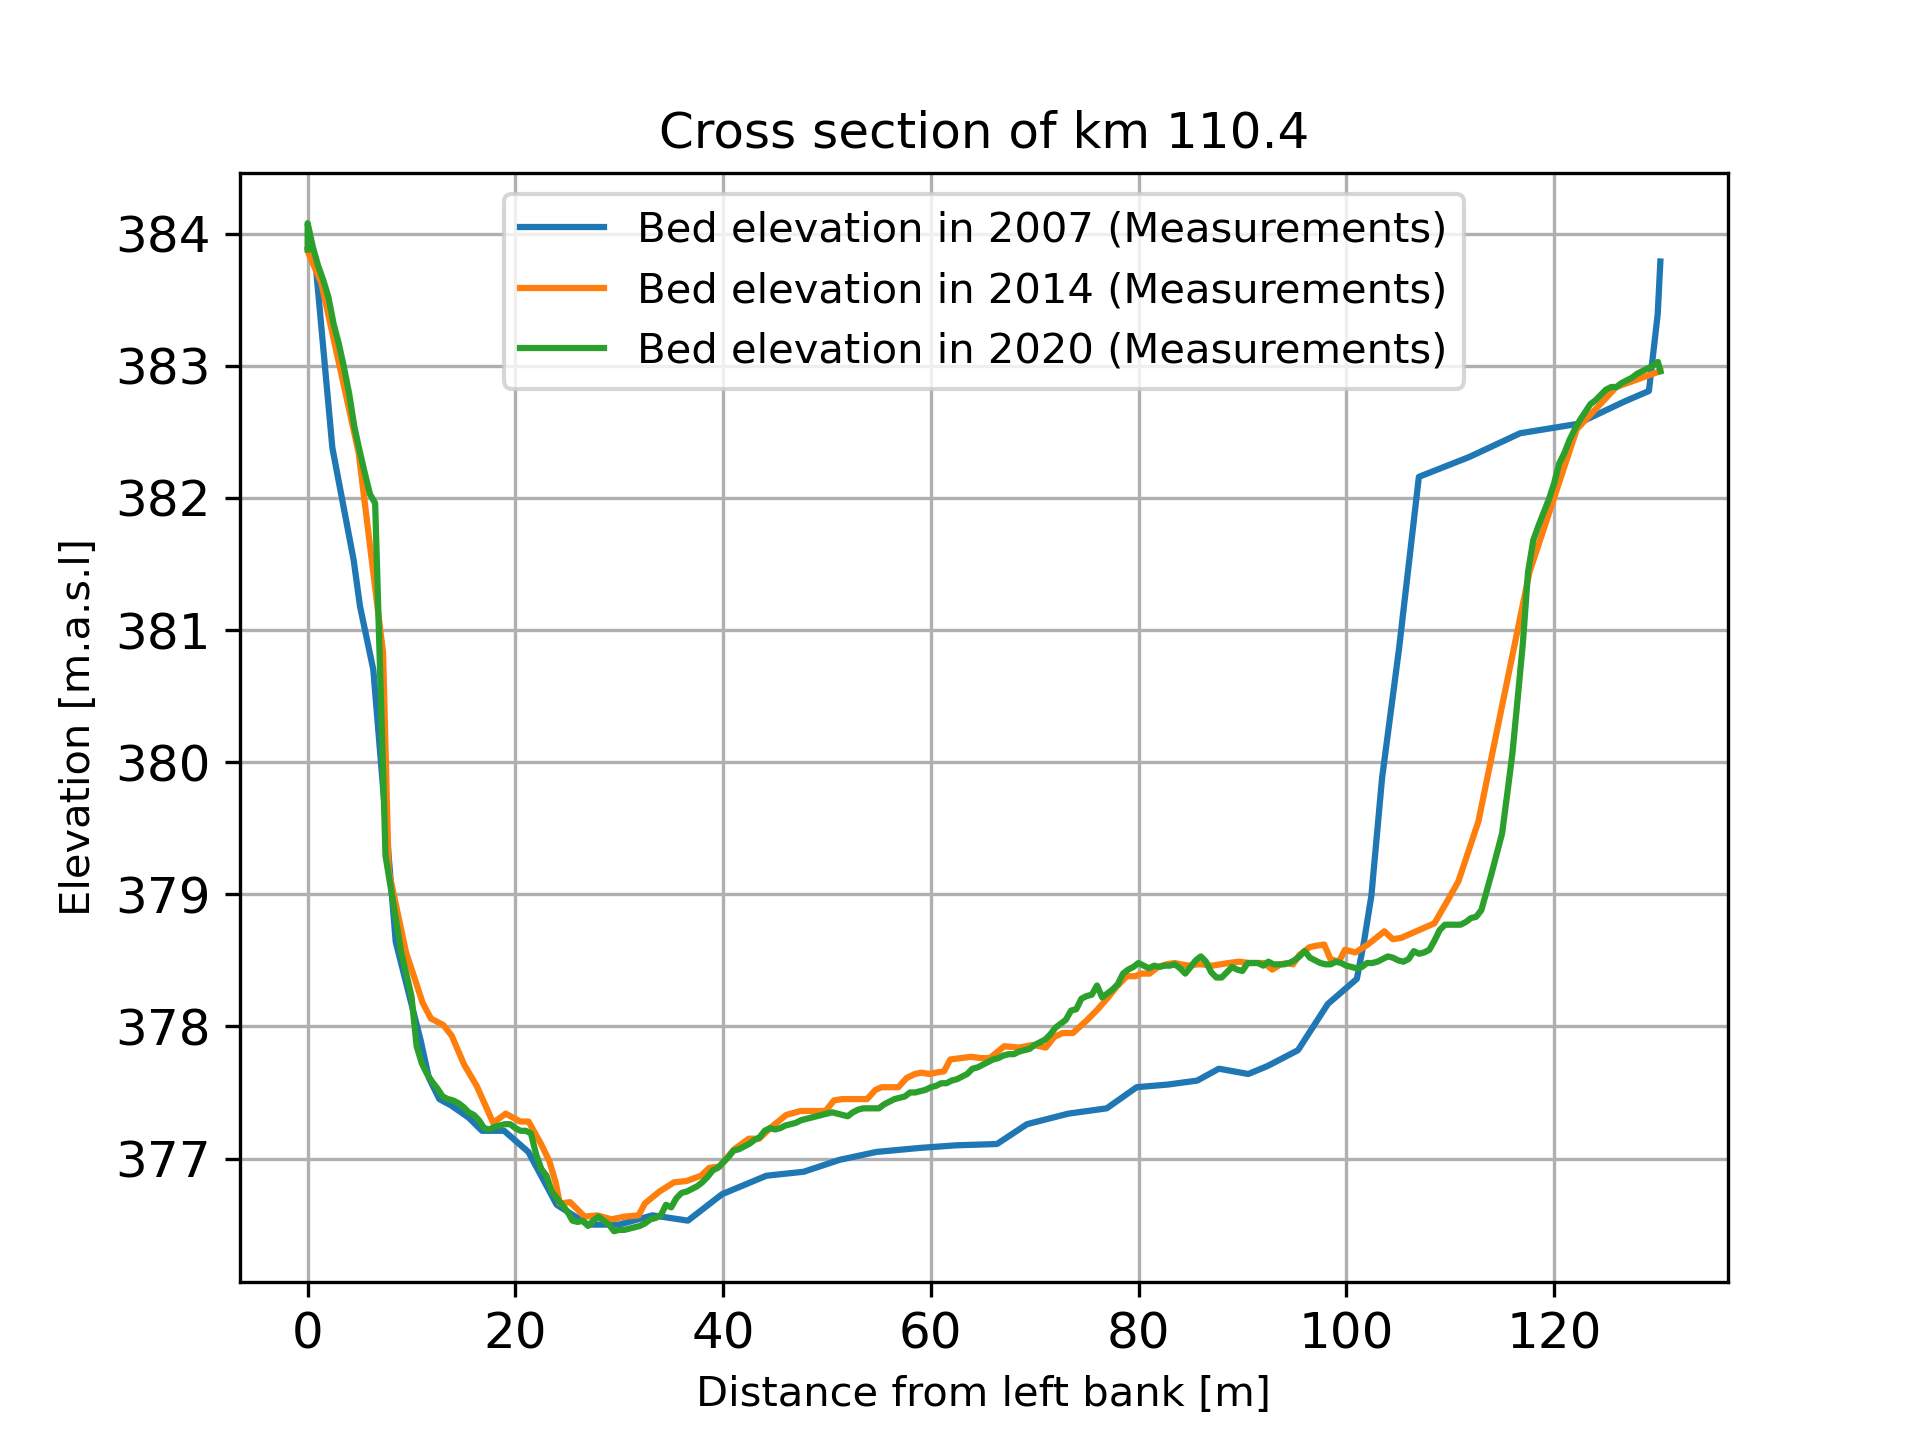 Cross section of km 110.4
Bed elevation in 2007 (Measurements)
Bed elevation in 2014 (Measurements)
Bed elevation in 2020 (Measurements)
Elevation [m.a.s.l]
384
383
382
381
380
379
378
377
0 20 40 60 80 100 120
Distance from left bank [m]